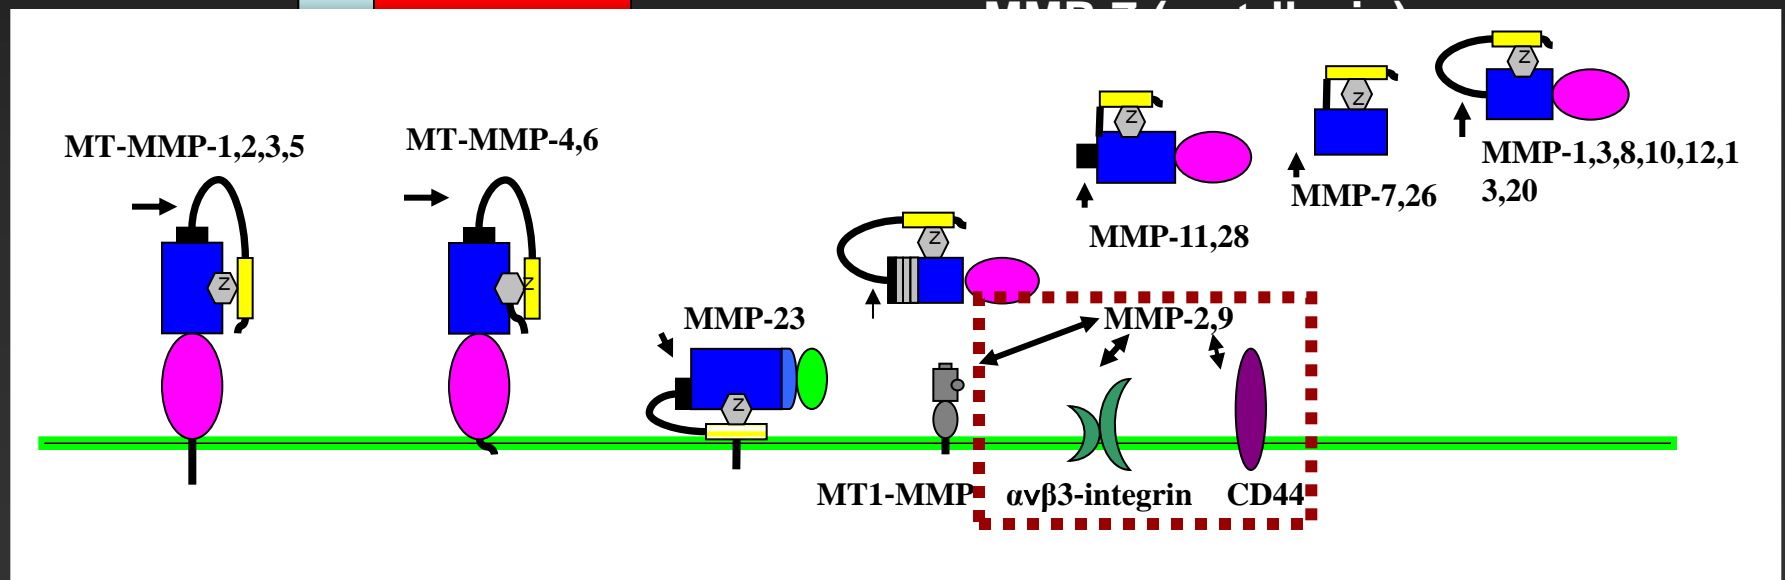 MT-MMP-1,2,3,5
MT-MMP-4,6
MMP-1,3,8,10,12,1
3,20
MMP-7,26
MMP-11,28
MMP-23
MMP-2,9
MT1-MMP
ανβ3-integrin
CD44
Z
Z
Z
Z
Z
Z
Z